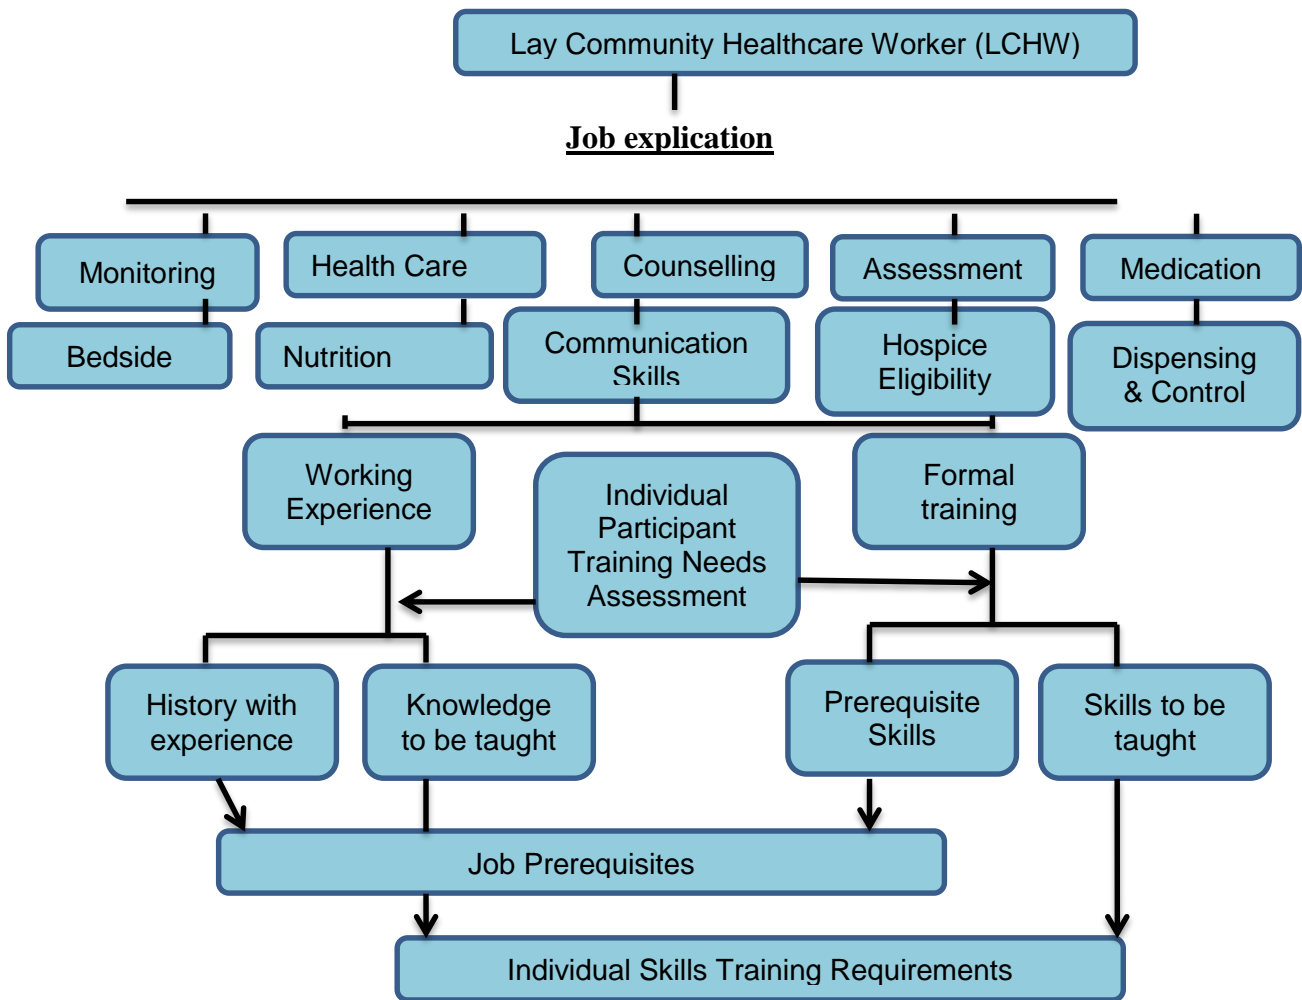 Lay Community Healthcare Worker (LCHW)
Job explication
Monitoring
Health Care
Counselling
Assessment
Medication
Bedside
Nutrition
Communication
Skills
Hospice
Eligibility
Dispensing
& Control
Working
Experience
Individual
Participant
Training Needs
Assessment
Formal
training
History with
experience
Knowledge
to be taught
Prerequisite
Skills
Skills to be
taught
Job Prerequisites
Individual Skills Training Requirements